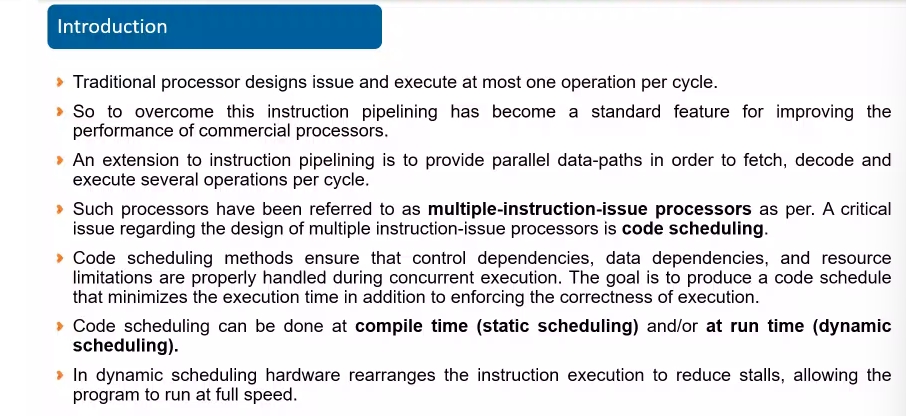 Introduction
Traditional processor designs issue and execute at most one operation per cycle.
So to overcome this instruction pipelining has become a standard feature for improving the
performance of commercial processors.
An extension to instruction pipelining is to provide parallel data-paths in order to fetch, decode and
execute several operations per cycle.
Such processors have been referred to as multiple-instruction-issue processors as per. A critical
issue regarding the design of multiple instruction-issue processors is code scheduling.
Code scheduling methods ensure that control dependencies, data dependencies, and resource
limitations are properly handled during concurrent execution. The goal is to produce a code schedule
that minimizes the execution time in addition to enforcing the correctness of execution.
Code scheduling can be done at compile time (static scheduling) and/or at run time (dynamic
scheduling).
In dynamic scheduling hardware rearranges the instruction execution to reduce stalls, allowing the
program to run at full speed.